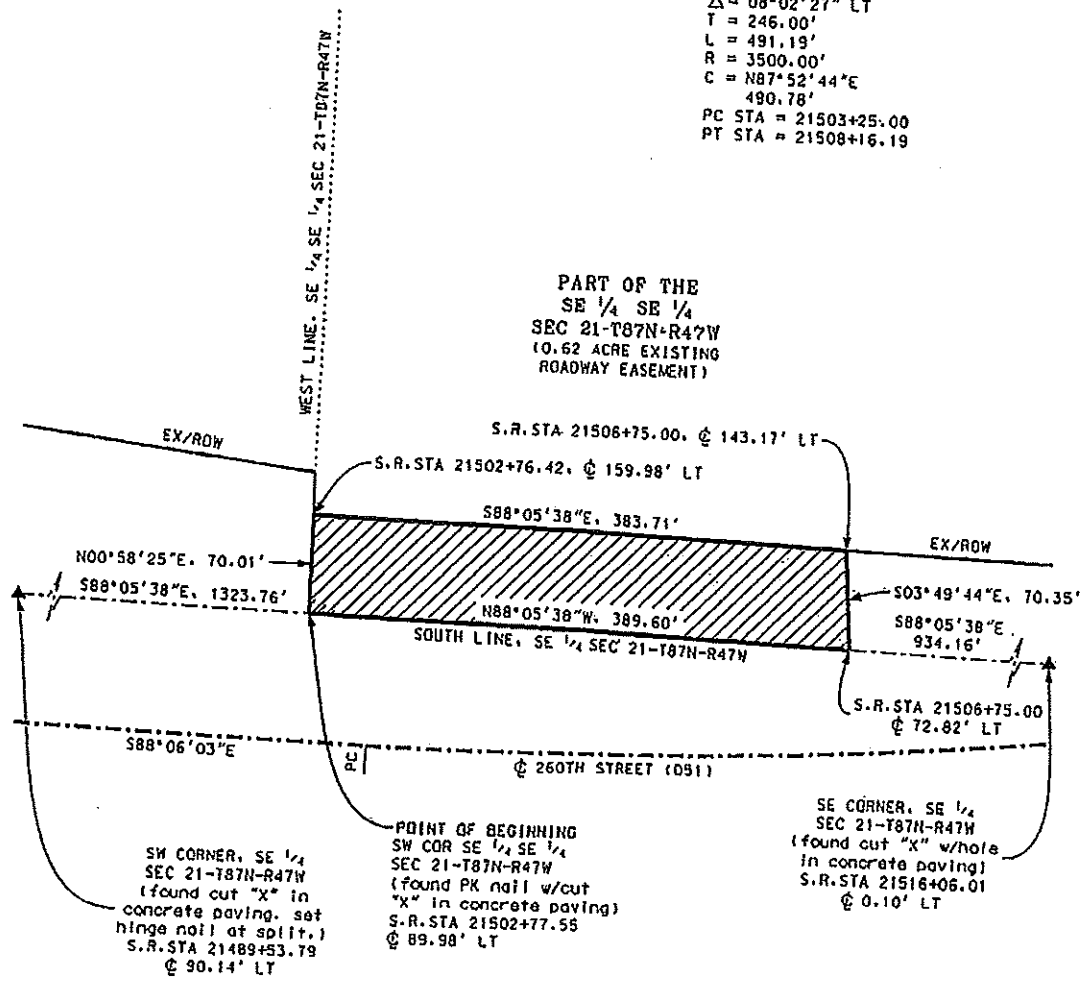 Δ = 08°02'27" LT
T = 246.00'
L = 491.19'
R = 3500.00'
C = N87°52'44"E
490.78'
PC STA = 21503+25.00
PT STA = 21508+16.19
WEST LINE, SE 1/4 SE 1/4 SEC 21-T87N-R47W
PART OF THE
SE 1/4 SE 1/4
SEC 21-T87N-R47W
(0.62 ACRE EXISTING
ROADWAY EASEMENT)
EX/ROW
S.R.STA 21506+75.00, ℄ 143.17' LT
S.R.STA 21502+76.42, ℄ 159.98' LT
S88°05'38"E, 383.71'
EX/ROW
N00°58'25"E, 70.01'
S88°05'38"E, 1323.76'
S03°49'44"E, 70.35'
N88°05'38"W, 389.60'
SOUTH LINE, SE 1/4 SEC 21-T87N-R47W
S88°05'38"E,
934.16'
S.R.STA 21506+75.00
℄ 72.82' LT
S88°06'03"E
PC
℄ 260TH STREET (D51)
SW CORNER, SE 1/4
SEC 21-T87N-R47W
(found cut "X" in
concrete paving, set
hinge nail at split.)
S.R.STA 21489+53.79
℄ 90.14' LT
POINT OF BEGINNING
SW COR SE 1/4 SE 1/4
SEC 21-T87N-R47W
(found PK nail w/cut
"X" in concrete paving)
S.R.STA 21502+77.55
℄ 89.98' LT
SE CORNER, SE 1/4
SEC 21-T87N-R47W
(found cut "X" w/hole
in concrete paving)
S.R.STA 21516+06.01
℄ 0.10' LT